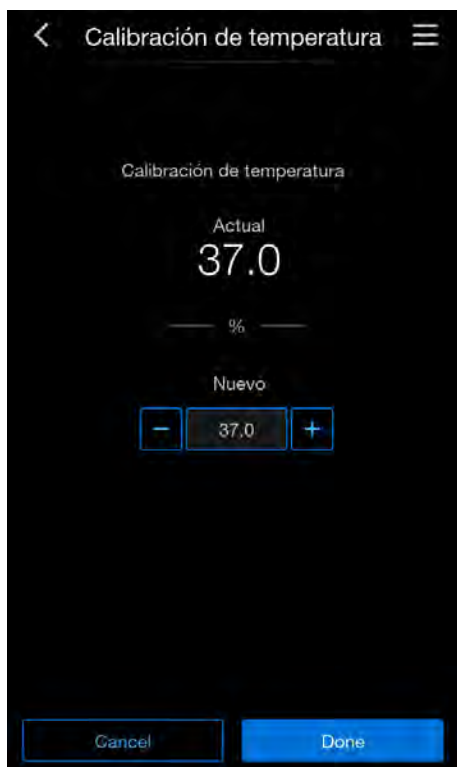 Calibración de temperatura
Calibración de temperatura
Actual
37.0
%
Nuevo
− 37.0 +
Cancel Done